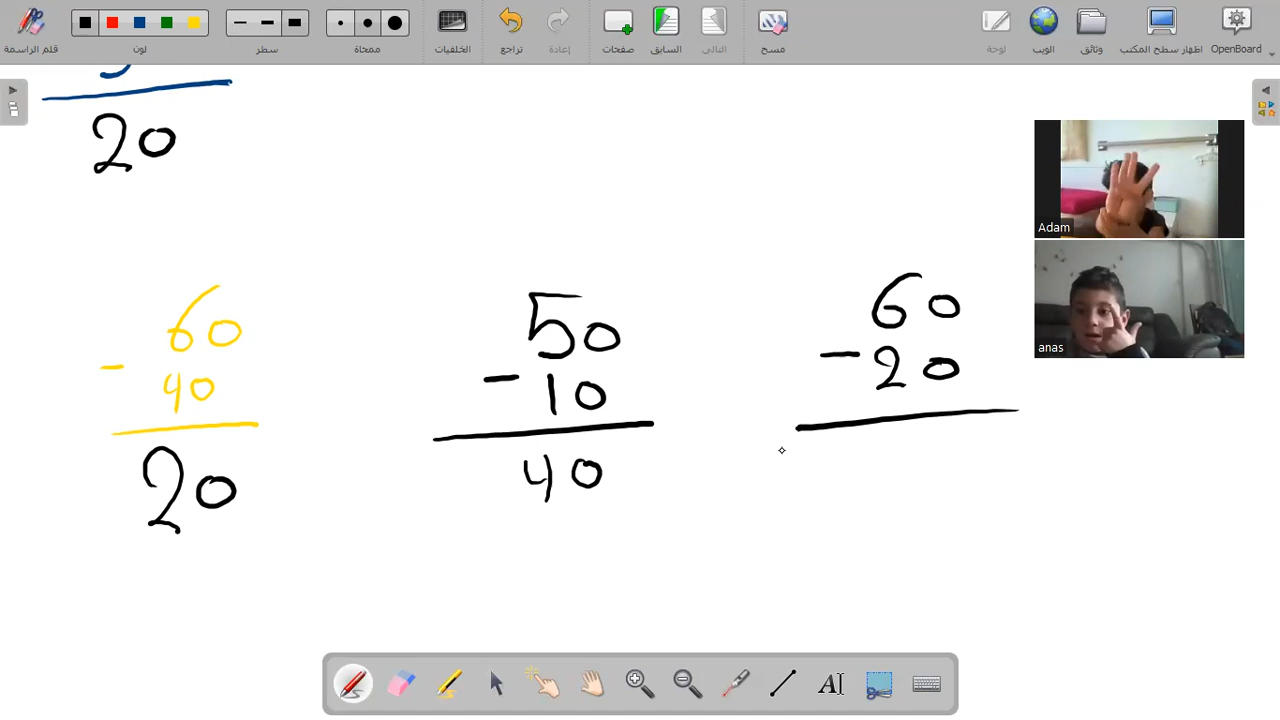 قلم الراسمة
لون
سطر
ممحاة
الخلفيات
تراجع
إعادة
صفحات
السابق
التالى
مسح
لوحة
الويب
وثائق
اظهار سطح المكتب
OpenBoard
20
Adam
anas
60
- 40
20
50
- 10
40
60
- 20
A